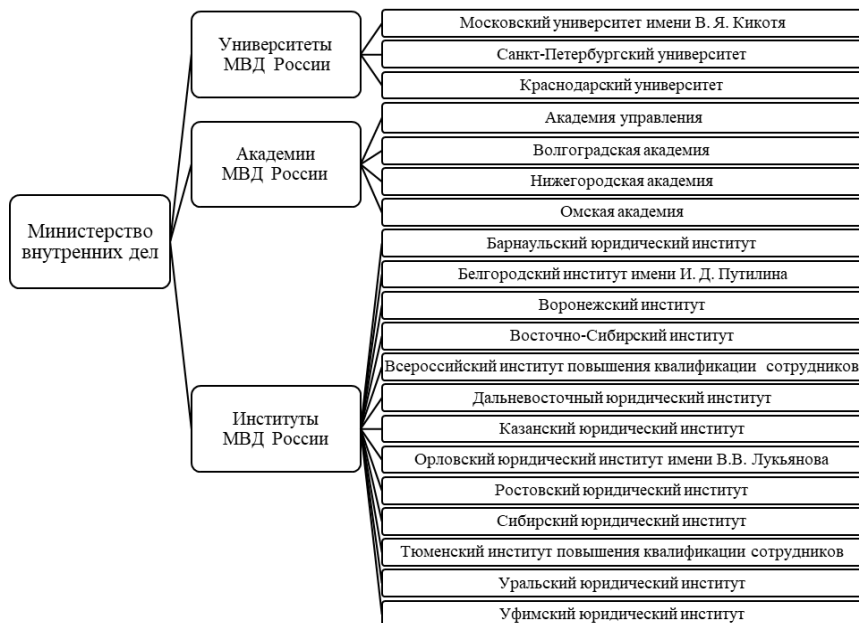 Министерство
внутренних дел
Университеты
МВД России
Московский университет имени В. Я. Кикотя
Санкт-Петербургский университет
Краснодарский университет
Академии
МВД России
Академия управления
Волгоградская академия
Нижегородская академия
Омская академия
Институты
МВД России
Барнаульский юридический институт
Белгородский институт имени И. Д. Путилина
Воронежский институт
Восточно-Сибирский институт
Всероссийский институт повышения квалификации сотрудников
Дальневосточный юридический институт
Казанский юридический институт
Орловский юридический институт имени В.В. Лукьянова
Ростовский юридический институт
Сибирский юридический институт
Тюменский институт повышения квалификации сотрудников
Уральский юридический институт
Уфимский юридический институт